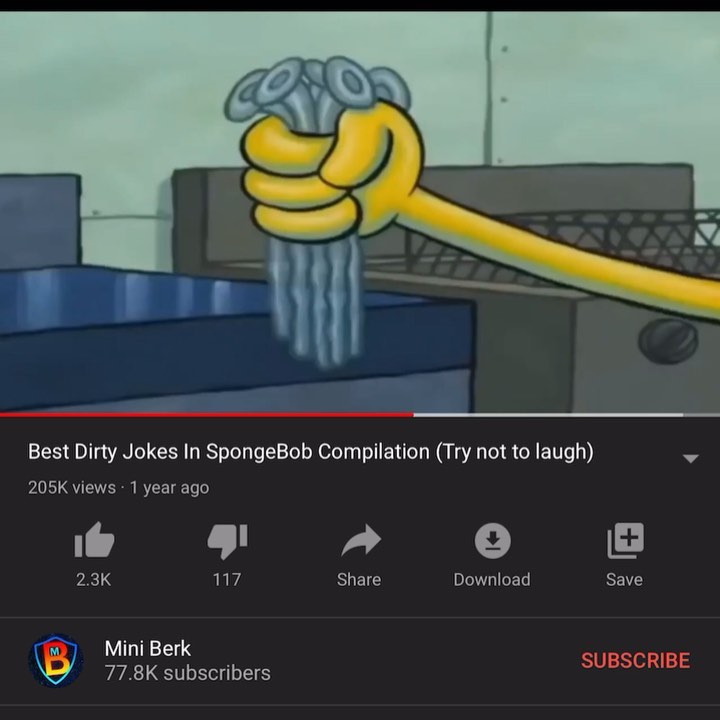 Best Dirty Jokes In SpongeBob Compilation (Try not to laugh)
205K views · 1 year ago
2.3K
117
Share
Download
Save
M
B
Mini Berk
77.8K subscribers
SUBSCRIBE